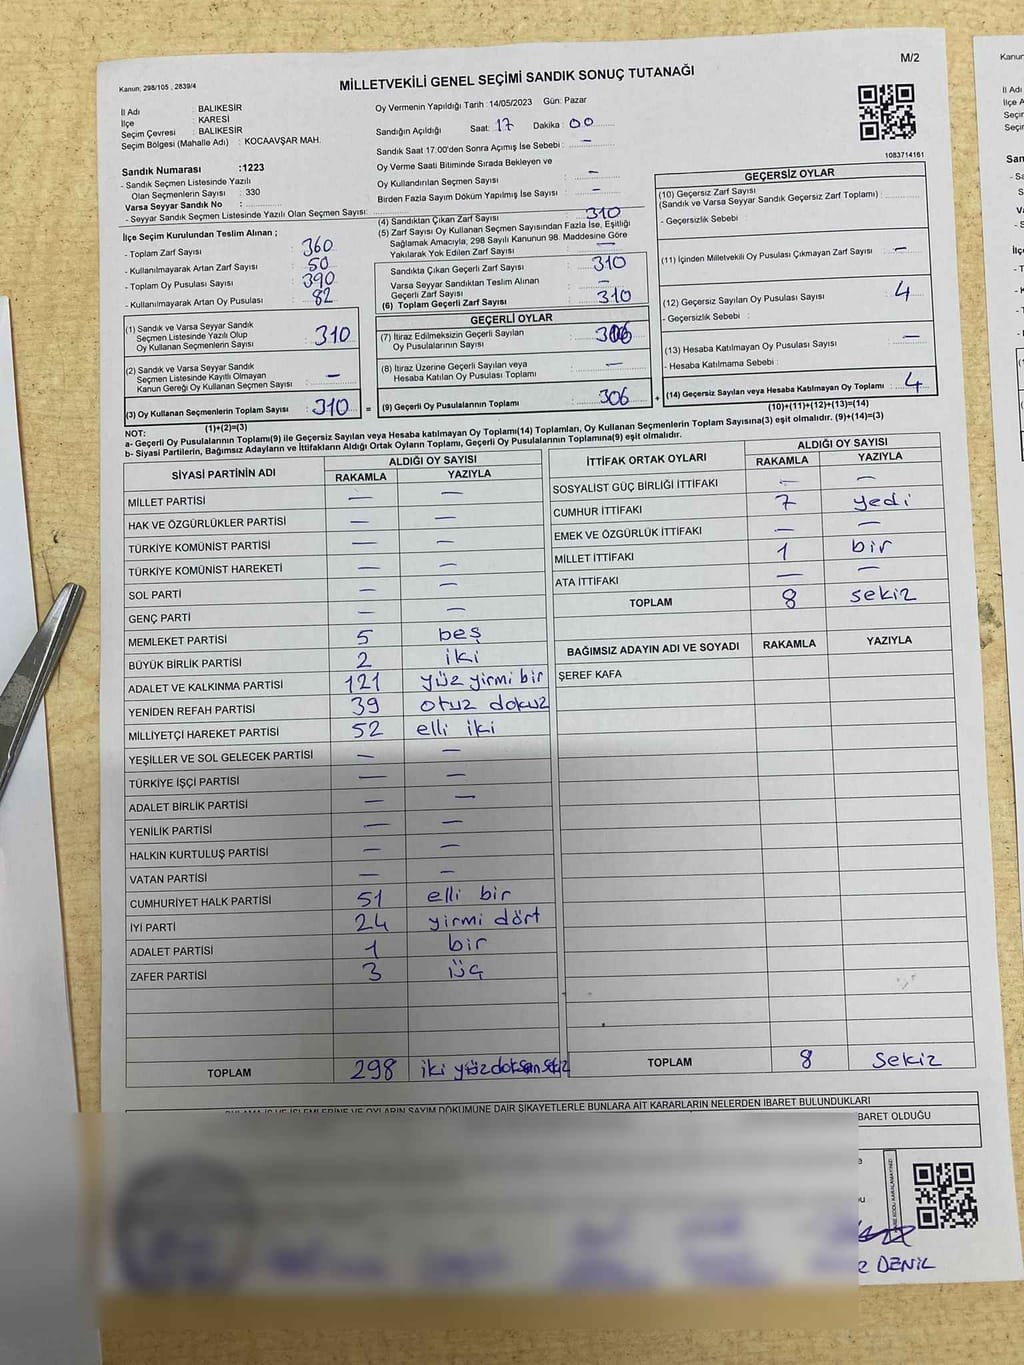 M/2
Kanun; 298/105 , 2839/4
MİLLETVEKİLİ GENEL SEÇİMİ SANDIK SONUÇ TUTANAĞI
İl Adı : BALIKESİR
İlçe : KARESİ
Seçim Çevresi : BALIKESİR
Seçim Bölgesi (Mahalle Adı) : KOCAAVŞAR MAH.
Sandık Numarası :1223
- Sandık Seçmen Listesinde Yazılı
Olan Seçmenlerin Sayısı : 330
Varsa Seyyar Sandık No :
- Seyyar Sandık Seçmen Listesinde Yazılı Olan Seçmen Sayısı:
Oy Vermenin Yapıldığı Tarih :14/05/2023 Gün: Pazar
Sandığın Açıldığı Saat: 17 Dakika : 00
Sandık Saat 17.00'den Sonra Açımış İse Sebebi : —
Oy Verme Saati Bitiminde Sırada Bekleyen ve
Oy Kullandırılan Seçmen Sayısı : —
Birden Fazla Sayım Döküm Yapılmış İse Sayısı : —
1083714161
İlçe Seçim Kurulundan Teslim Alınan ;
- Toplam Zarf Sayısı : 360
- Kullanılmayarak Artan Zarf Sayısı : 50
- Toplam Oy Pusulası Sayısı : 390
- Kullanılmayarak Artan Oy Pusulası : 82
(4) Sandıktan Çıkan Zarf Sayısı : 310
(5) Zarf Sayısı Oy Kullanan Seçmen Sayısından Fazla İse, Eşitliği
Sağlamak Amacıyla, 298 Sayılı Kanunun 98. Maddesine Göre
Yakılarak Yok Edilen Zarf Sayısı : —
Sandıkta Çıkan Geçerli Zarf Sayısı : 310
Varsa Seyyar Sandıktan Teslim Alınan
Geçerli Zarf Sayısı : —
(6) Toplam Geçerli Zarf Sayısı : 310
GEÇERSİZ OYLAR
(10) Geçersiz Zarf Sayısı
(Sandık ve Varsa Seyyar Sandık Geçersiz Zarf Toplamı) :
- Geçersizlik Sebebi :
(11) İçinden Milletvekili Oy Pusulası Çıkmayan Zarf Sayısı : —
(12) Geçersiz Sayılan Oy Pusulası Sayısı : 4
- Geçersizlik Sebebi :
(13) Hesaba Katılmayan Oy Pusulası Sayısı : —
- Hesaba Katılmama Sebebi :
(14) Geçersiz Sayılan veya Hesaba Katılmayan Oy Toplamı : 4
(10)+(11)+(12)+(13)=(14)
(1) Sandık ve Varsa Seyyar Sandık
Seçmen Listesinde Yazılı Olup
Oy Kullanan Seçmenlerin Sayısı : 310
(2) Sandık ve Varsa Seyyar Sandık
Seçmen Listesinde Kayıtlı Olmayan
Kanun Gereği Oy Kullanan Seçmen Sayısı : —
(3) Oy Kullanan Seçmenlerin Toplam Sayısı : 310 =
(1)+(2)=(3)
GEÇERLİ OYLAR
(7) İtiraz Edilmeksizin Geçerli Sayılan
Oy Pusulalarının Sayısı : 306
(8) İtiraz Üzerine Geçerli Sayılan veya
Hesaba Katılan Oy Pusulası Toplamı : —
(9) Geçerli Oy Pusulalarının Toplamı : 306 +
NOT:
a- Geçerli Oy Pusulalarının Toplamı(9) ile Geçersiz Sayılan veya Hesaba katılmayan Oy Toplamı(14) Toplamları, Oy Kullanan Seçmenlerin Toplam Sayısına(3) eşit olmalıdır. (9)+(14)=(3)
b- Siyasi Partilerin, Bağımsız Adayların ve İttifakların Aldığı Ortak Oyların Toplamı, Geçerli Oy Pusulalarının Toplamına(9) eşit olmalıdır.
SİYASİ PARTİNİN ADI ALDIĞI OY SAYISI
RAKAMLA YAZIYLA
MİLLET PARTİSİ — —
HAK VE ÖZGÜRLÜKLER PARTİSİ — —
TÜRKİYE KOMÜNİST PARTİSİ — —
TÜRKİYE KOMÜNİST HAREKETİ — —
SOL PARTİ — —
GENÇ PARTİ — —
MEMLEKET PARTİSİ 5 beş
BÜYÜK BİRLİK PARTİSİ 2 iki
ADALET VE KALKINMA PARTİSİ 121 yüz yirmi bir
YENİDEN REFAH PARTİSİ 39 otuz dokuz
MİLLİYETÇİ HAREKET PARTİSİ 52 elli iki
YEŞİLLER VE SOL GELECEK PARTİSİ — —
TÜRKİYE İŞÇİ PARTİSİ — —
ADALET BİRLİK PARTİSİ — —
YENİLİK PARTİSİ — —
HALKIN KURTULUŞ PARTİSİ — —
VATAN PARTİSİ — —
CUMHURİYET HALK PARTİSİ 51 elli bir
İYİ PARTİ 24 yirmi dört
ADALET PARTİSİ 1 bir
ZAFER PARTİSİ 3 üç
TOPLAM 298 iki yüz doksan sekiz
İTTİFAK ORTAK OYLARI ALDIĞI OY SAYISI
RAKAMLA YAZIYLA
SOSYALİST GÜÇ BİRLİĞİ İTTİFAKI — —
CUMHUR İTTİFAKI 7 yedi
EMEK VE ÖZGÜRLÜK İTTİFAKI — —
MİLLET İTTİFAKI 1 bir
ATA İTTİFAKI — —
TOPLAM 8 sekiz
BAĞIMSIZ ADAYIN ADI VE SOYADI RAKAMLA YAZIYLA
ŞEREF KAFA
TOPLAM 8 sekiz
DÖKÜMÜNE DAİR ŞİKAYETLERLE BUNLARA AİT KARARLARIN NELERDEN İBARET BULUNDUKLARI
BARET OLDUĞU
DENİZ
Kanun
İl Adı
İlçe
Seçim
Seçim